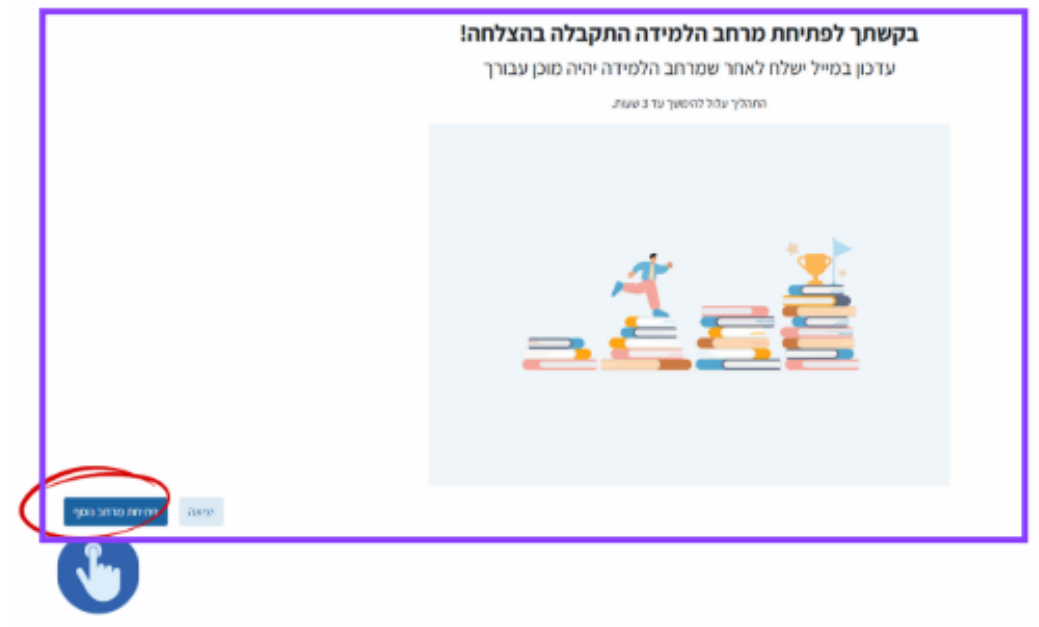 בקשתך לפתיחת מרחב הלמידה התקבלה בהצלחה!
עדכון במייל ישלח לאחר שמרחב הלמידה יהיה מוכן עבורך
התהליך עלול להימשך עד 3 שעות.
יציאה
פתיחת מרחב נוסף